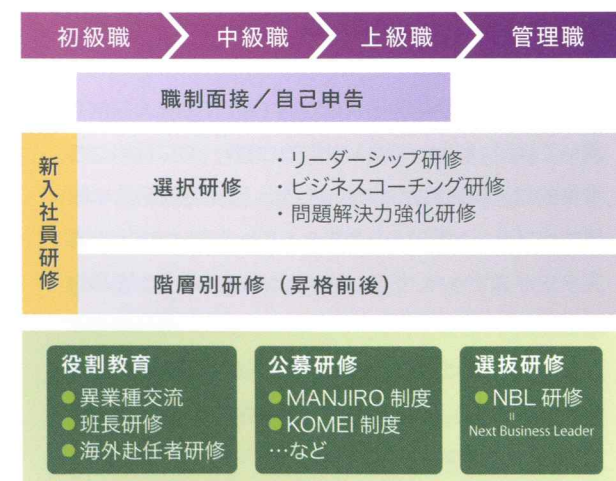 初級職
中級職
上級職
管理職
職制面接／自己申告
新入社員研修
選択研修
・リーダーシップ研修
・ビジネスコーチング研修
・問題解決力強化研修
階層別研修（昇格前後）
役割教育
●異業種交流
●班長研修
●海外赴任者研修
公募研修
●MANJIRO 制度
●KOMEI 制度
…など
選抜研修
●NBL 研修
=
Next Business Leader